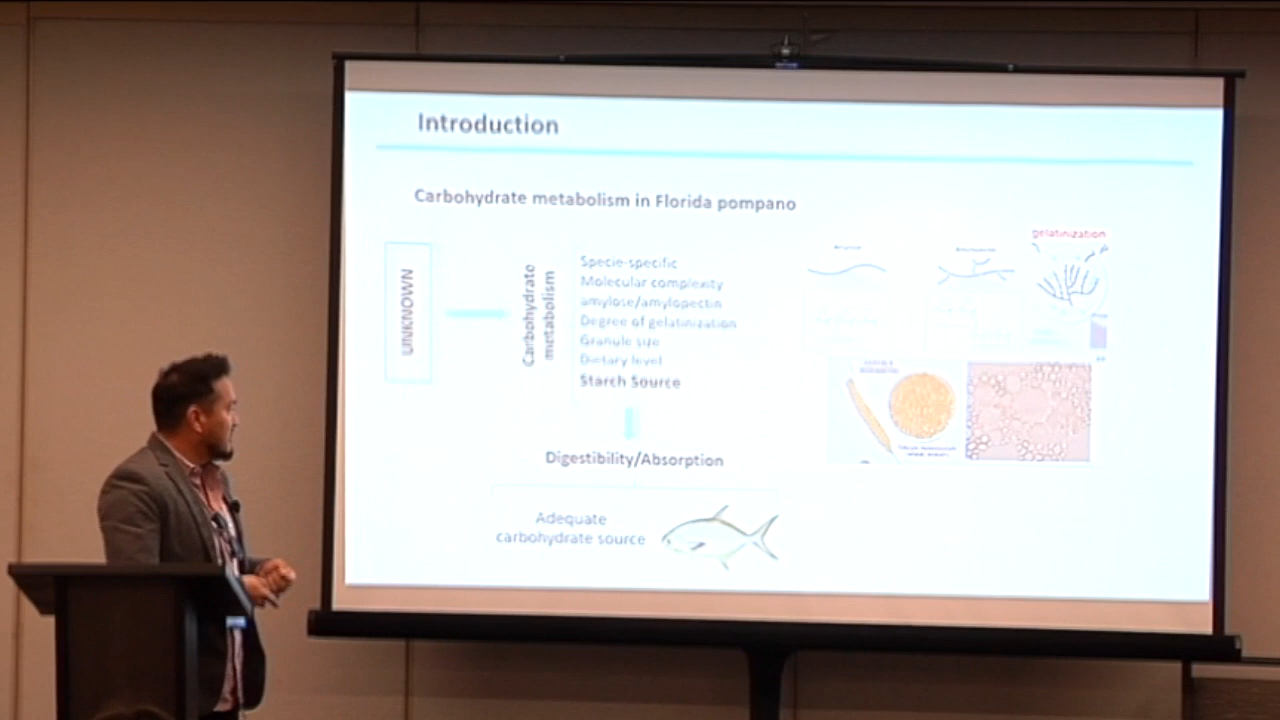 Introduction
Carbohydrate metabolism in Florida pompano
UNKNOWN
Carbohydrate
metabolism
Specie-specific
Molecular complexity
amylose/amylopectin
Degree of gelatinization
Granule size
Dietary level
Starch Source
Digestibility/Absorption
Adequate
carbohydrate source
gelatinization